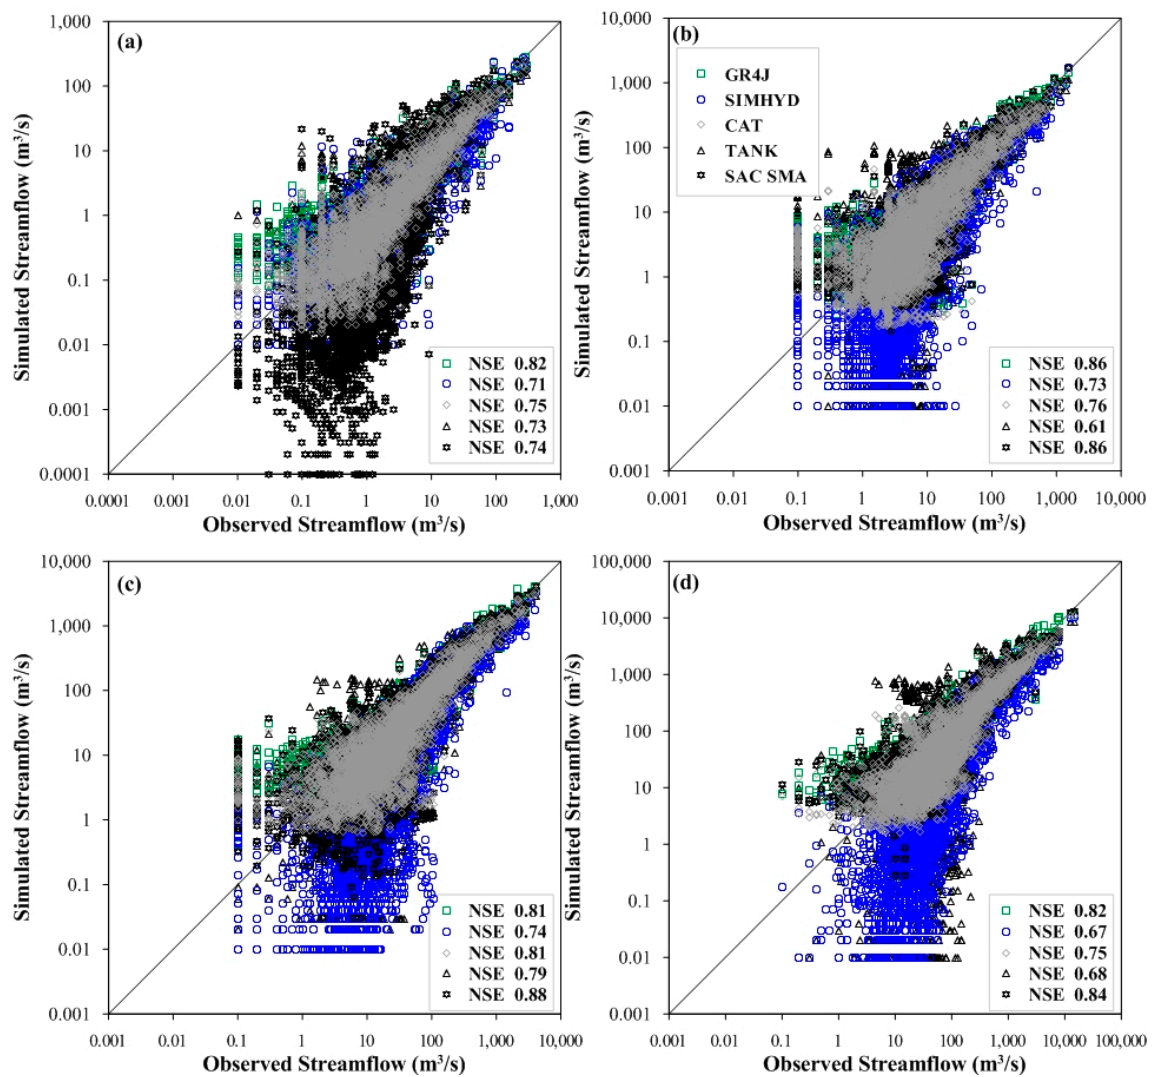 (a)
1,000
100
10
1
0.1
0.01
0.001
0.0001
Simulated Streamflow (m³/s)
NSE 0.82
NSE 0.71
NSE 0.75
NSE 0.73
NSE 0.74
0.0001 0.001 0.01 0.1 1 10 100 1,000
Observed Streamflow (m³/s)
(b)
10,000
1,000
100
10
1
0.1
0.01
0.001
Simulated Streamflow (m³/s)
GR4J
SIMHYD
CAT
TANK
SAC SMA
NSE 0.86
NSE 0.73
NSE 0.76
NSE 0.61
NSE 0.86
0.001 0.01 0.1 1 10 100 1,000 10,000
Observed Streamflow (m³/s)
(c)
10,000
1,000
100
10
1
0.1
0.01
0.001
Simulated Streamflow (m³/s)
NSE 0.81
NSE 0.74
NSE 0.81
NSE 0.79
NSE 0.88
0.001 0.01 0.1 1 10 100 1,000 10,000
Observed Streamflow (m³/s)
(d)
100,000
10,000
1,000
100
10
1
0.1
0.01
0.001
Simulated Streamflow (m³/s)
NSE 0.82
NSE 0.67
NSE 0.75
NSE 0.68
NSE 0.84
0.001 0.01 0.1 1 10 100 1,000 10,000 100,000
Observed Streamflow (m³/s)